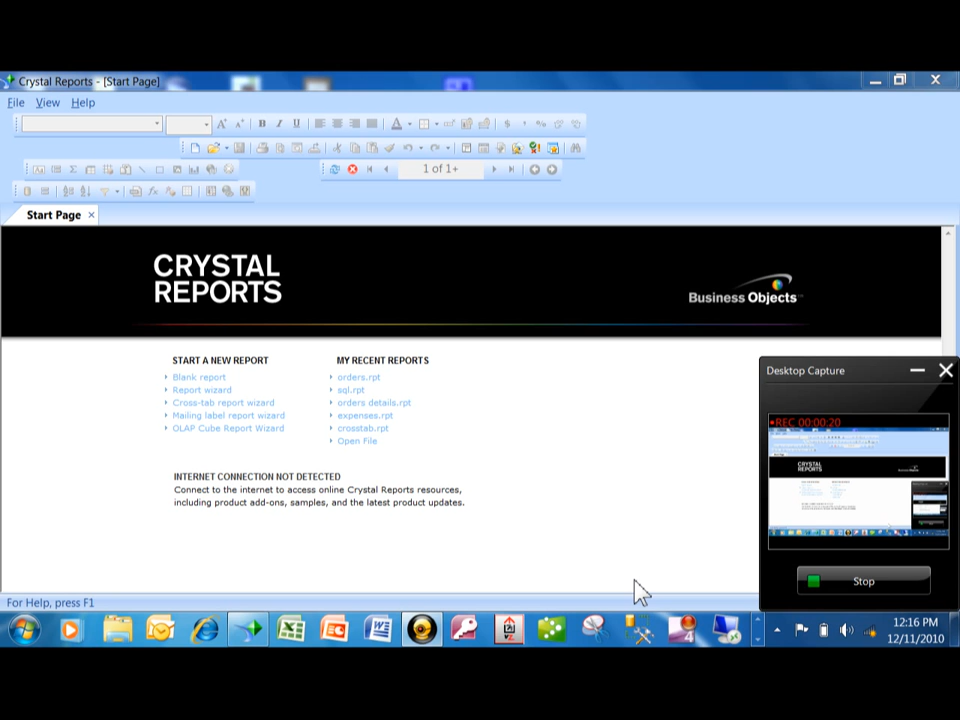 Crystal Reports - [Start Page]
File View Help
1 of 1+
Start Page
CRYSTAL
REPORTS
Business Objects
START A NEW REPORT
Blank report
Report wizard
Cross-tab report wizard
Mailing label report wizard
OLAP Cube Report Wizard
MY RECENT REPORTS
orders.rpt
sql.rpt
orders details.rpt
expenses.rpt
crosstab.rpt
Open File
INTERNET CONNECTION NOT DETECTED
Connect to the internet to access online Crystal Reports resources,
including product add-ons, samples, and the latest product updates.
Desktop Capture
REC 00:00:20
CRYSTAL
REPORTS
Stop
For Help, press F1
12:16 PM
12/11/2010